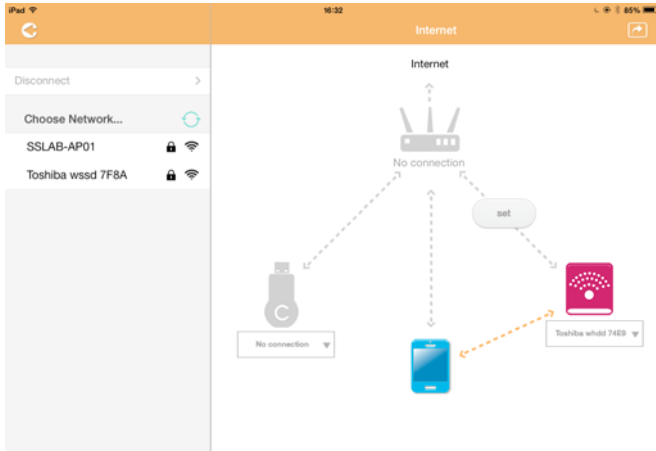 iPad 16:32 85%
Internet
Disconnect
Choose Network...
SSLAB-AP01
Toshiba wssd 7F8A
Internet
No connection
set
C
No connection
Toshiba whdd 74E9